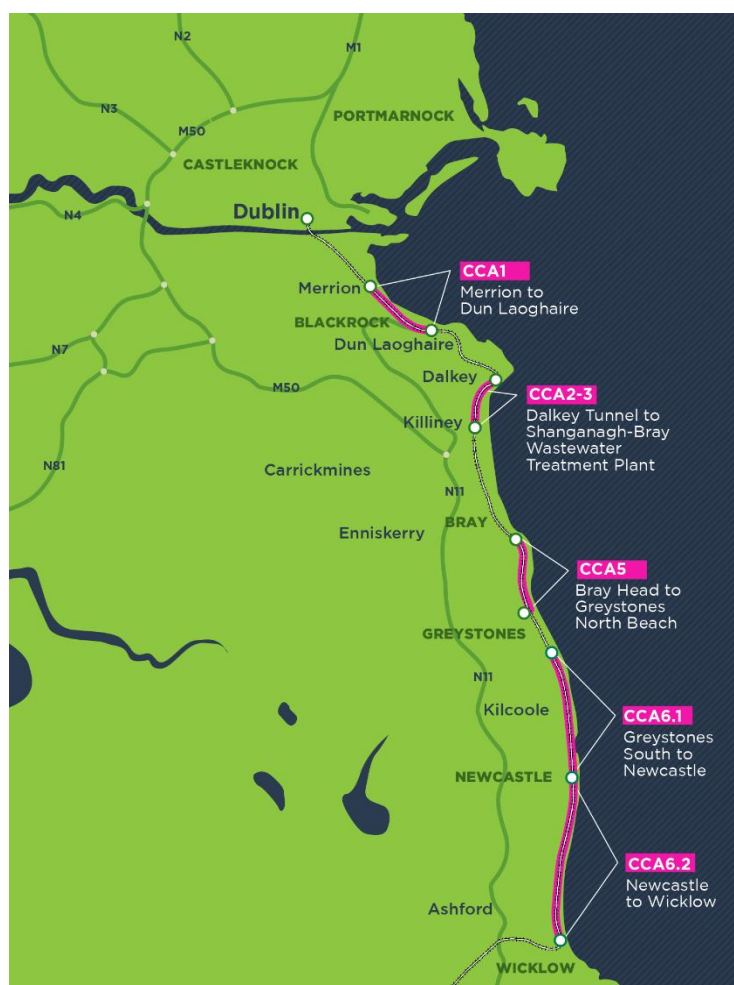 N2
M1
N3
PORTMARNOCK
M50
CASTLEKNOCK
Dublin
N4
CCA1
Merrion to
Dun Laoghaire
Merrion
BLACKROCK
Dun Laoghaire
N7
Dalkey
M50
CCA2-3
Dalkey Tunnel to
Shanganagh-Bray
Wastewater
Treatment Plant
Killiney
N81
Carrickmines
N11
BRAY
Enniskerry
CCA5
Bray Head to
Greystones
North Beach
GREYSTONES
N11
Kilcoole
CCA6.1
Greystones
South to
Newcastle
NEWCASTLE
CCA6.2
Newcastle
to Wicklow
Ashford
WICKLOW